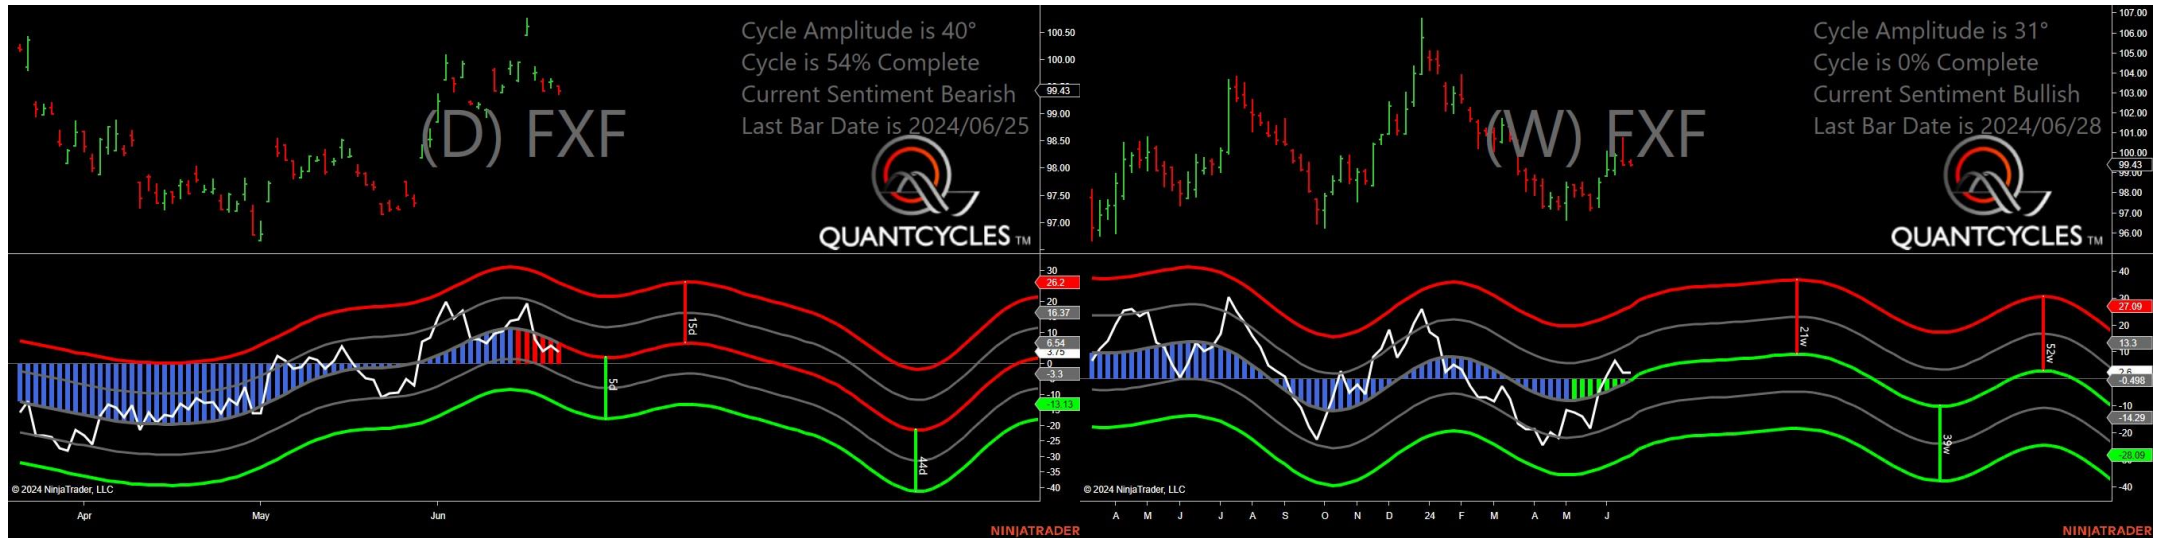 Cycle Amplitude is 40°
Cycle is 54% Complete
Current Sentiment Bearish
Last Bar Date is 2024/06/25
(D) FXF
QUANTCYCLES TM
100.50
100.00
99.43
99.00
98.50
98.00
97.50
97.00
30
26.2
20
16.37
10
6.54
3.75
0
-3.3
-10
-13.13
-20
-25
-30
-35
-40
15d
5d
44d
© 2024 NinjaTrader, LLC
Apr May Jun
NINJATRADER
Cycle Amplitude is 31°
Cycle is 0% Complete
Current Sentiment Bullish
Last Bar Date is 2024/06/28
(W) FXF
QUANTCYCLES TM
107.00
106.00
105.00
104.00
103.00
102.00
101.00
100.00
99.43
99.00
98.00
97.00
96.00
40
30
27.09
20
13.3
10
2.6
-0.498
-10
-14.29
-20
-28.09
-40
21w
39w
52w
© 2024 NinjaTrader, LLC
A M J J A S O N D 24 F M A M J
NINJATRADER